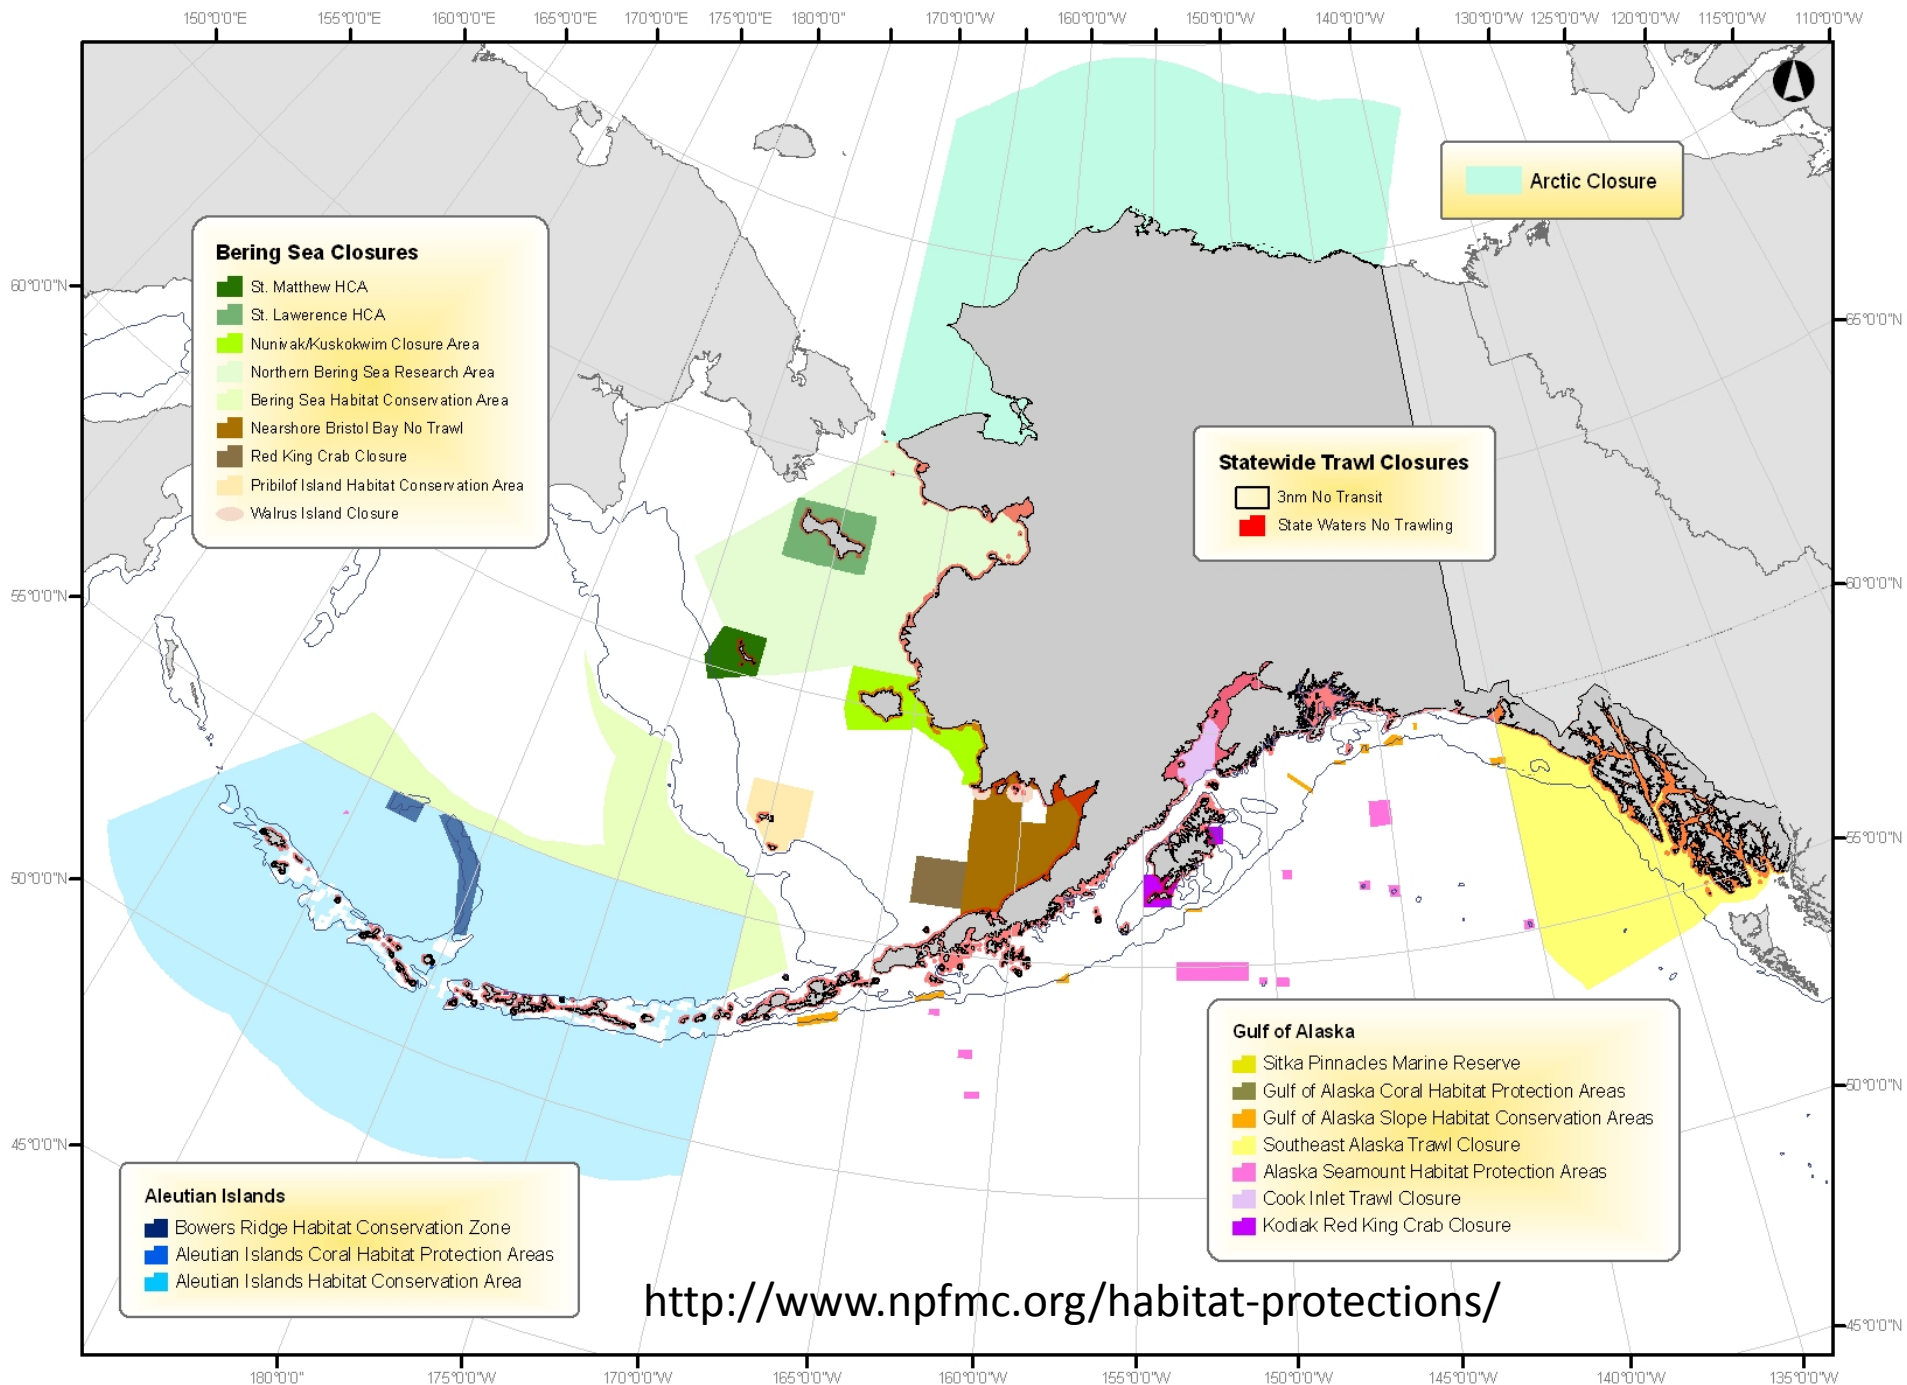 150°0'0"E 155°0'0"E 160°0'0"E 165°0'0"E 170°0'0"E 175°0'0"E 180°0'0" 170°0'0"W 160°0'0"W 150°0'0"W 140°0'0"W 130°0'0"W 125°0'0"W 120°0'0"W 115°0'0"W 110°0'0"W
Arctic Closure
Bering Sea Closures
St. Matthew HCA
St. Lawerence HCA
Nunivak/Kuskokwim Closure Area
Northern Bering Sea Research Area
Bering Sea Habitat Conservation Area
Nearshore Bristol Bay No Trawl
Red King Crab Closure
Pribilof Island Habitat Conservation Area
Walrus Island Closure
60°0'0"N
55°0'0"N
50°0'0"N
45°0'0"N
65°0'0"N
60°0'0"N
55°0'0"N
50°0'0"N
45°0'0"N
Statewide Trawl Closures
3nm No Transit
State Waters No Trawling
Gulf of Alaska
Sitka Pinnacles Marine Reserve
Gulf of Alaska Coral Habitat Protection Areas
Gulf of Alaska Slope Habitat Conservation Areas
Southeast Alaska Trawl Closure
Alaska Seamount Habitat Protection Areas
Cook Inlet Trawl Closure
Kodiak Red King Crab Closure
Aleutian Islands
Bowers Ridge Habitat Conservation Zone
Aleutian Islands Coral Habitat Protection Areas
Aleutian Islands Habitat Conservation Area
http://www.npfmc.org/habitat-protections/
180°0'0" 175°0'0"W 170°0'0"W 165°0'0"W 160°0'0"W 155°0'0"W 150°0'0"W 145°0'0"W 140°0'0"W 135°0'0"W